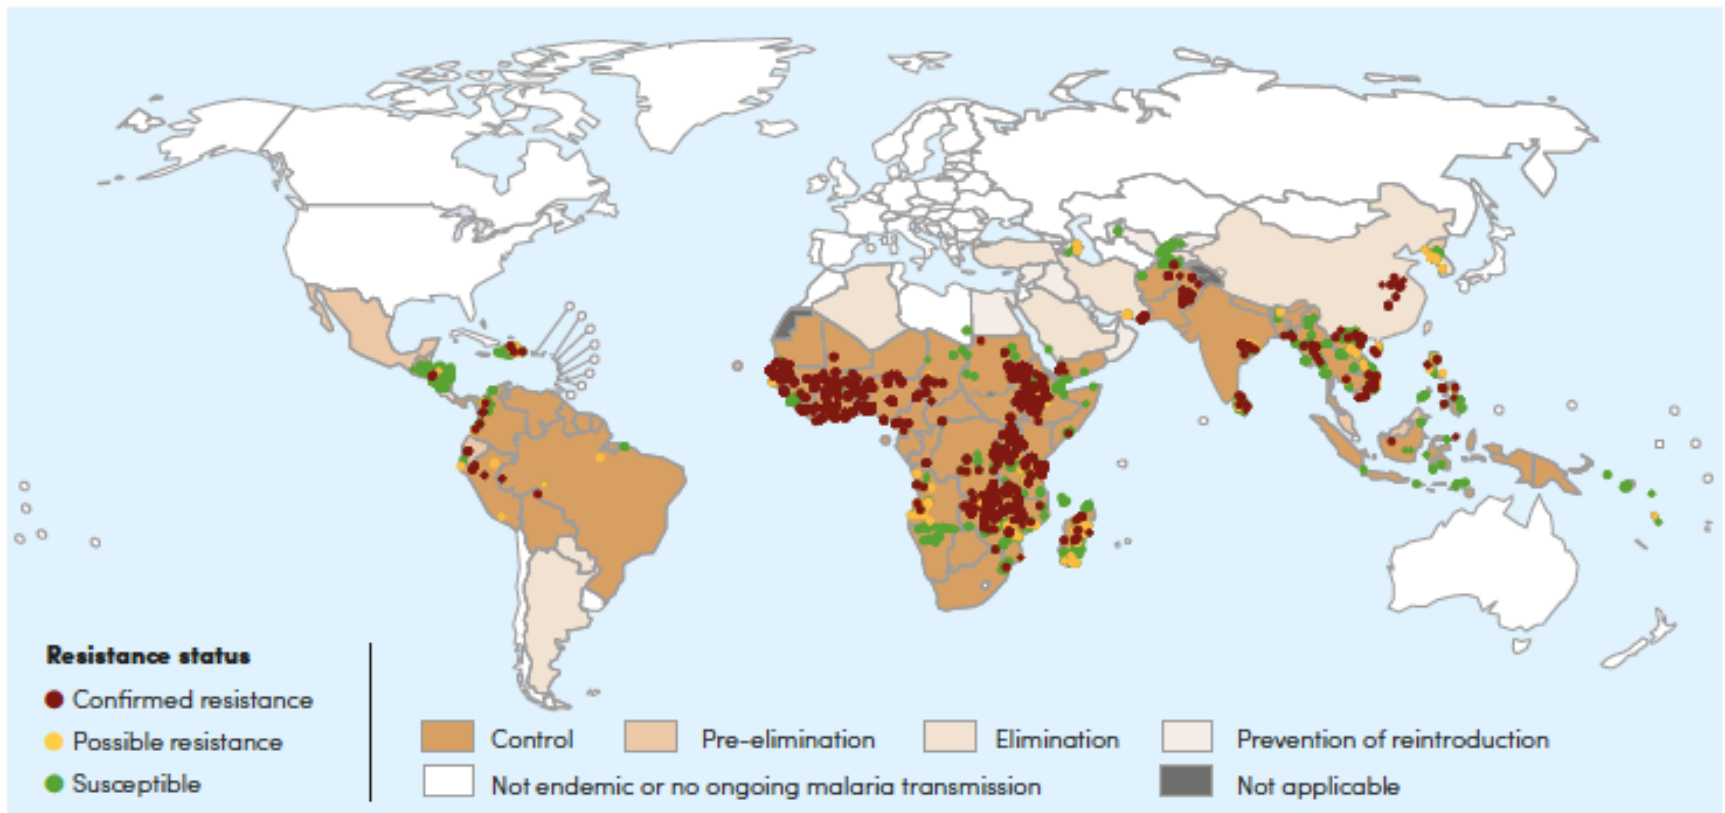 Resistance status
Confirmed resistance
Possible resistance
Susceptible
Control
Pre-elimination
Elimination
Prevention of reintroduction
Not endemic or no ongoing malaria transmission
Not applicable